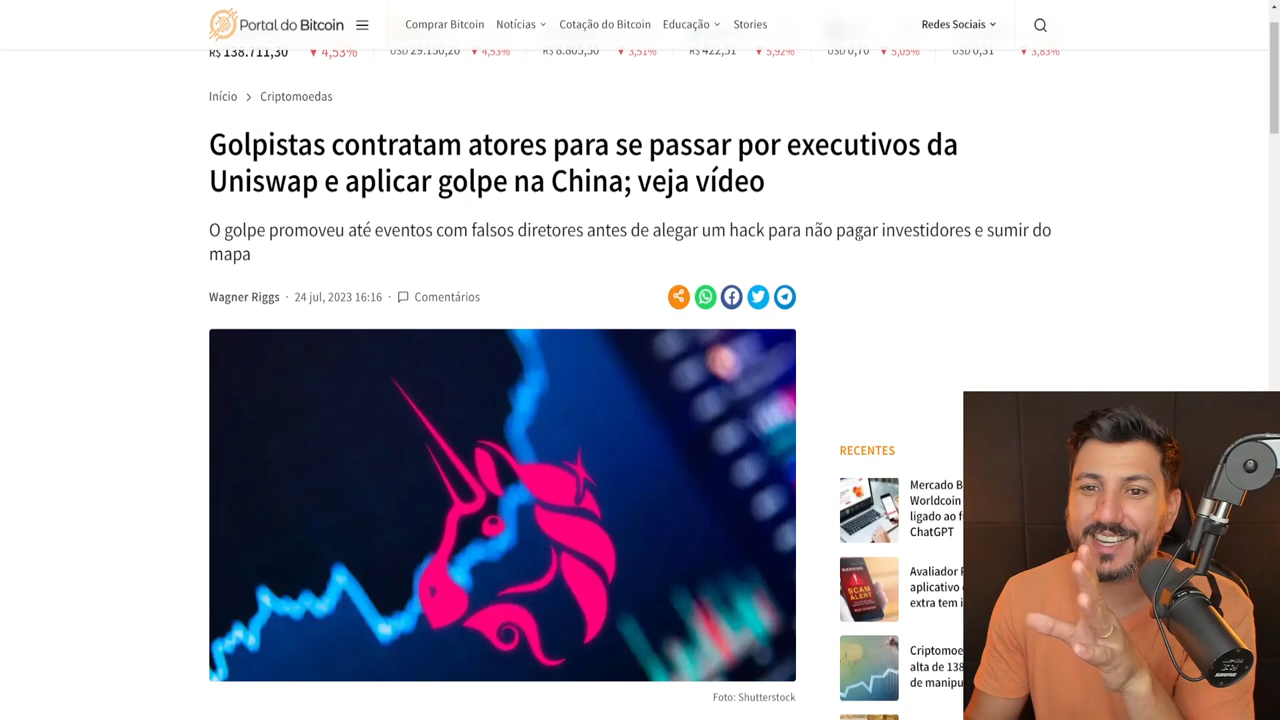 Portal do Bitcoin
Comprar Bitcoin Notícias Cotação do Bitcoin Educação Stories Redes Sociais
R$ 138.711,30 ▼ 4,53% USD 29.150,20 ▼ 4,53% R$ 8.805,50 ▼ 3,51% R$ 422,51 ▼ 5,92% USD 0,70 ▼ 5,05% USD 0,31 ▼ 3,83%
Início > Criptomoedas
Golpistas contratam atores para se passar por executivos da
Uniswap e aplicar golpe na China; veja vídeo
O golpe promoveu até eventos com falsos diretores antes de alegar um hack para não pagar investidores e sumir do
mapa
Wagner Riggs · 24 jul, 2023 16:16 · Comentários
RECENTES
Mercado B
Worldcoin
ligado ao f
ChatGPT
Avaliador
aplicativo
extra tem i
Criptomoe
alta de 138
de manipu
Foto: Shutterstock
SHURE